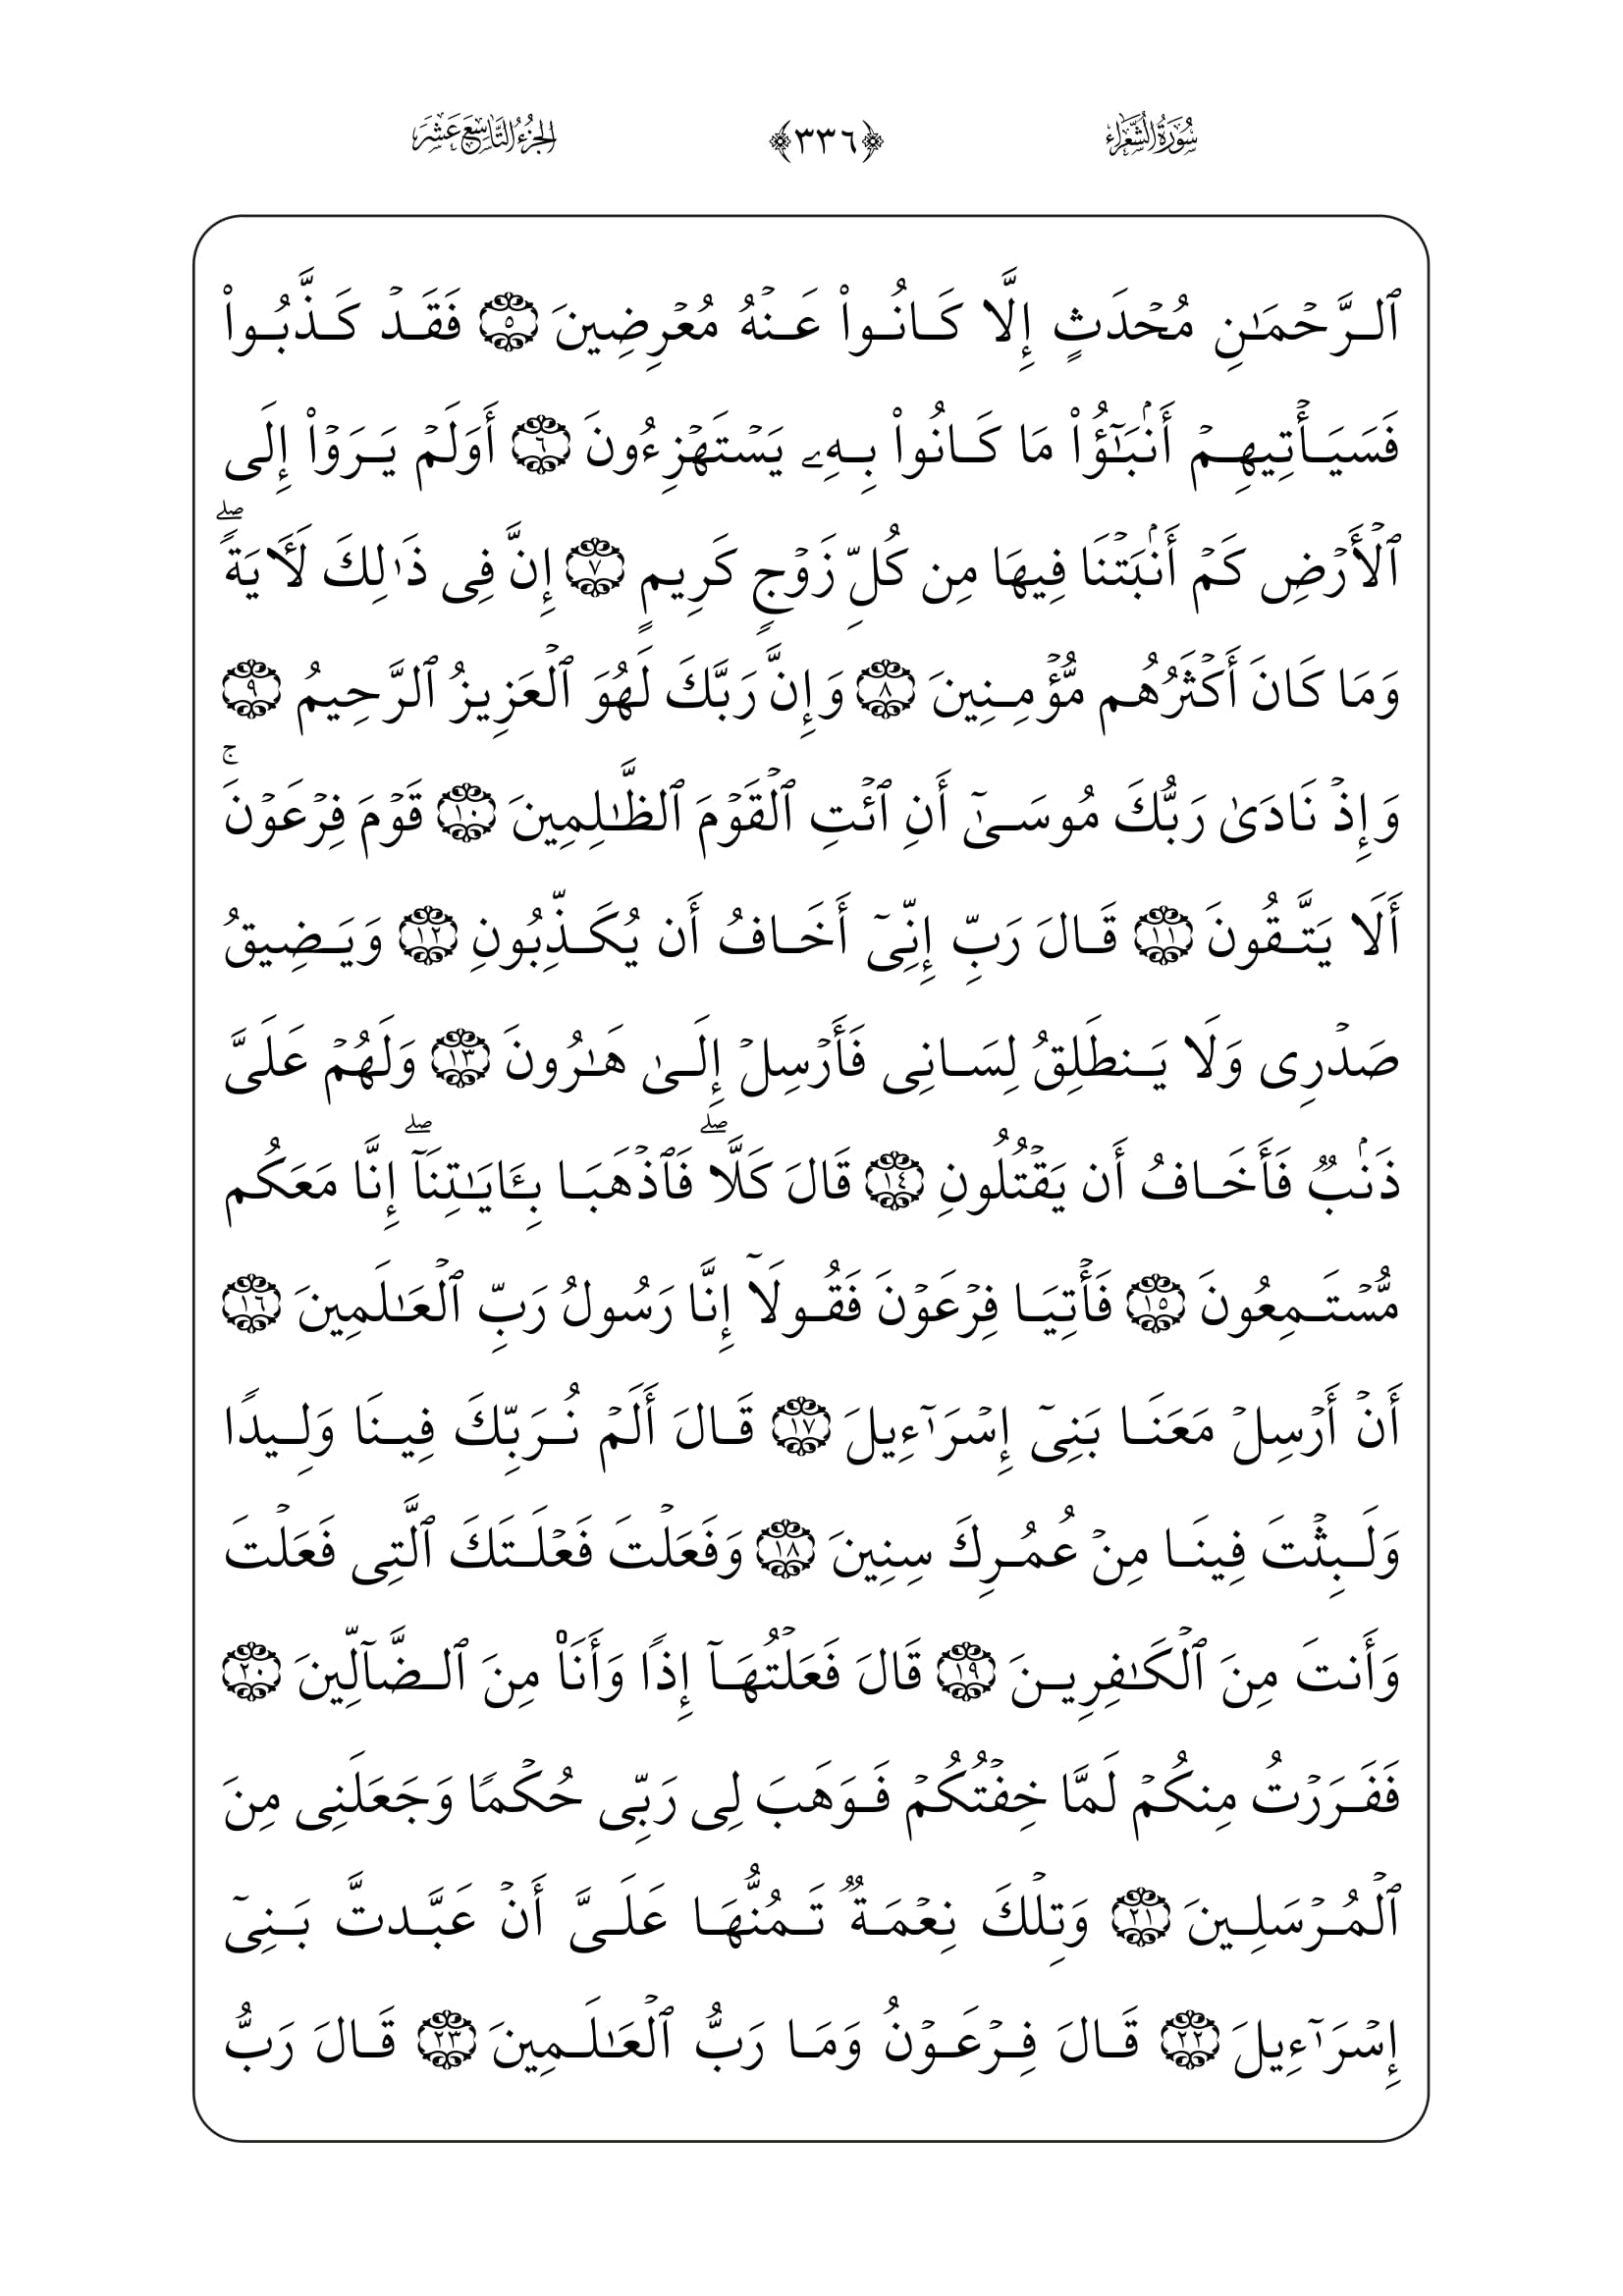 سُورَةُ الشُّعَرَاء ﴿٣٣٦﴾ الجُزْءُ التَّاسِعَ عَشَرَ
ٱلرَّحْمَـٰنِ مُحْدَثٍ إِلَّا كَانُوا۟ عَنْهُ مُعْرِضِينَ ٥ فَقَدْ كَذَّبُوا۟
فَسَيَأْتِيهِمْ أَنۢبَـٰٓؤُا۟ مَا كَانُوا۟ بِهِۦ يَسْتَهْزِءُونَ ٦ أَوَلَمْ يَرَوْا۟ إِلَى
ٱلْأَرْضِ كَمْ أَنۢبَتْنَا فِيهَا مِن كُلِّ زَوْجٍ كَرِيمٍ ٧ إِنَّ فِى ذَٰلِكَ لَـَٔايَةًۖ
وَمَا كَانَ أَكْثَرُهُم مُّؤْمِنِينَ ٨ وَإِنَّ رَبَّكَ لَهُوَ ٱلْعَزِيزُ ٱلرَّحِيمُ ٩
وَإِذْ نَادَىٰ رَبُّكَ مُوسَىٰٓ أَنِ ٱئْتِ ٱلْقَوْمَ ٱلظَّـٰلِمِينَ ١٠ قَوْمَ فِرْعَوْنَۚ
أَلَا يَتَّقُونَ ١١ قَالَ رَبِّ إِنِّىٓ أَخَافُ أَن يُكَذِّبُونِ ١٢ وَيَضِيقُ
صَدْرِى وَلَا يَنطَلِقُ لِسَانِى فَأَرْسِلْ إِلَىٰ هَـٰرُونَ ١٣ وَلَهُمْ عَلَىَّ
ذَنۢبٌ فَأَخَافُ أَن يَقْتُلُونِ ١٤ قَالَ كَلَّاۖ فَٱذْهَبَا بِـَٔايَـٰتِنَآۖ إِنَّا مَعَكُم
مُّسْتَمِعُونَ ١٥ فَأْتِيَا فِرْعَوْنَ فَقُولَآ إِنَّا رَسُولُ رَبِّ ٱلْعَـٰلَمِينَ ١٦
أَنْ أَرْسِلْ مَعَنَا بَنِىٓ إِسْرَٰٓءِيلَ ١٧ قَالَ أَلَمْ نُرَبِّكَ فِينَا وَلِيدًا
وَلَبِثْتَ فِينَا مِنْ عُمُرِكَ سِنِينَ ١٨ وَفَعَلْتَ فَعْلَتَكَ ٱلَّتِى فَعَلْتَ
وَأَنتَ مِنَ ٱلْكَـٰفِرِينَ ١٩ قَالَ فَعَلْتُهَآ إِذًا وَأَنَا۠ مِنَ ٱلضَّآلِّينَ ٢٠
فَفَرَرْتُ مِنكُمْ لَمَّا خِفْتُكُمْ فَوَهَبَ لِى رَبِّى حُكْمًا وَجَعَلَنِى مِنَ
ٱلْمُرْسَلِينَ ٢١ وَتِلْكَ نِعْمَةٌ تَمُنُّهَا عَلَىَّ أَنْ عَبَّدتَّ بَنِىٓ
إِسْرَٰٓءِيلَ ٢٢ قَالَ فِرْعَوْنُ وَمَا رَبُّ ٱلْعَـٰلَمِينَ ٢٣ قَالَ رَبُّ